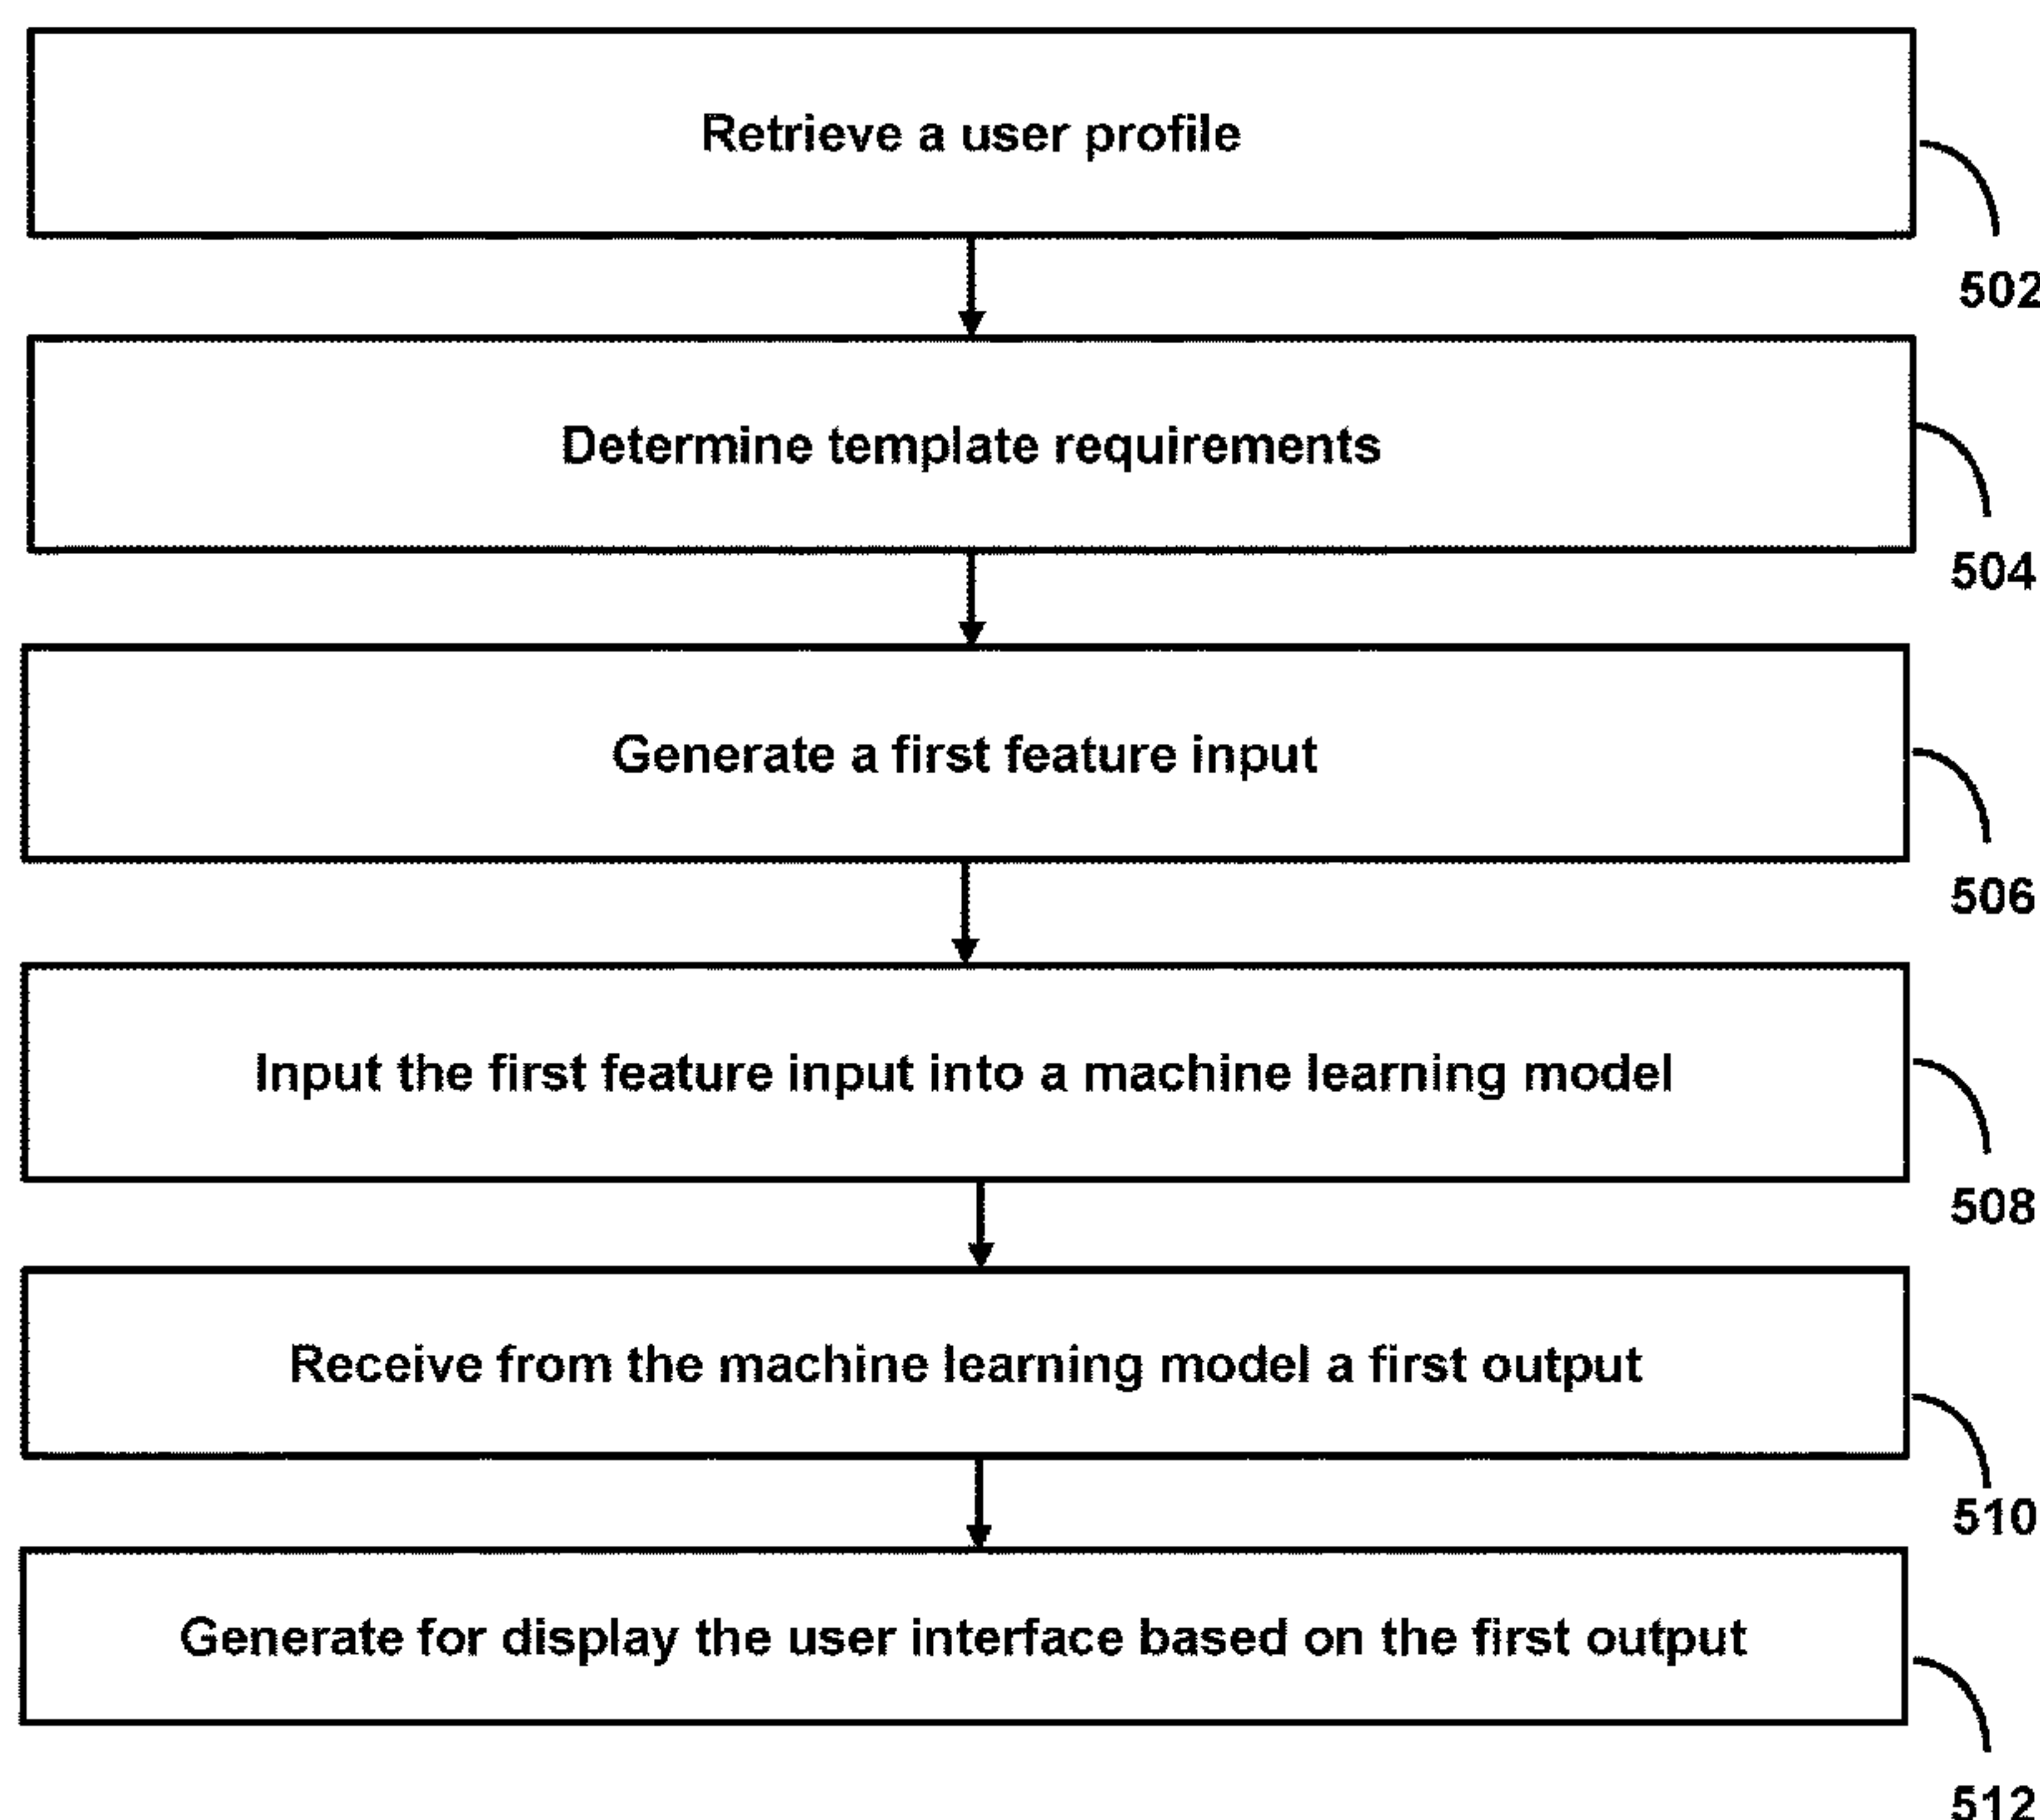 Retrieve a user profile
502
Determine template requirements
504
Generate a first feature input
506
Input the first feature input into a machine learning model
508
Receive from the machine learning model a first output
510
Generate for display the user interface based on the first output
512